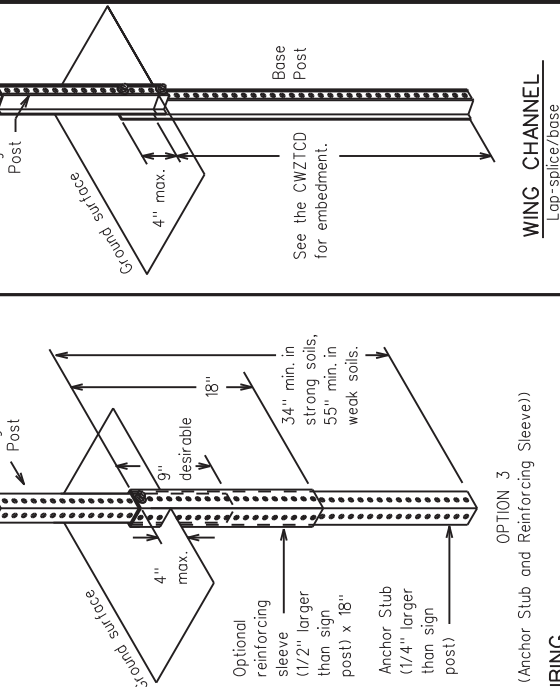 Post
Ground surface
4" max.
Base
Post
See the CWZTCD
for embedment.
WING CHANNEL
Lap-splice/base
Post
Ground surface
18"
34" min. in
strong soils,
55" min. in
weak soils.
9"
desirable
4"
max.
Optional
reinforcing
sleeve
(1/2" larger
than sign
post) x 18"
Anchor Stub
(1/4" larger
than sign
post)
OPTION 3
(Anchor Stub and Reinforcing Sleeve))